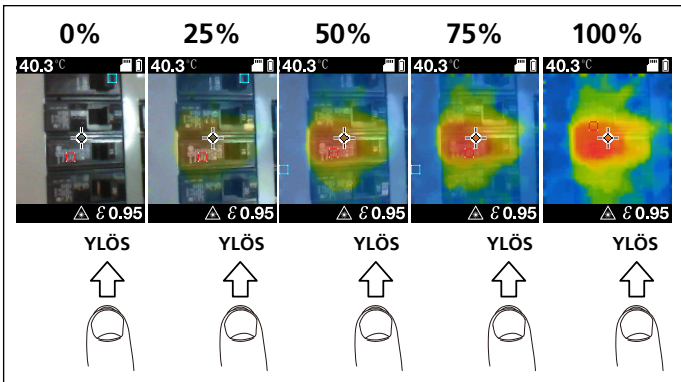 0% 25% 50% 75% 100%
40.3°C 40.3°C 40.3°C 40.3°C 40.3°C
ε 0.95 ε 0.95 ε 0.95 ε 0.95 ε 0.95
YLÖS YLÖS YLÖS YLÖS YLÖS